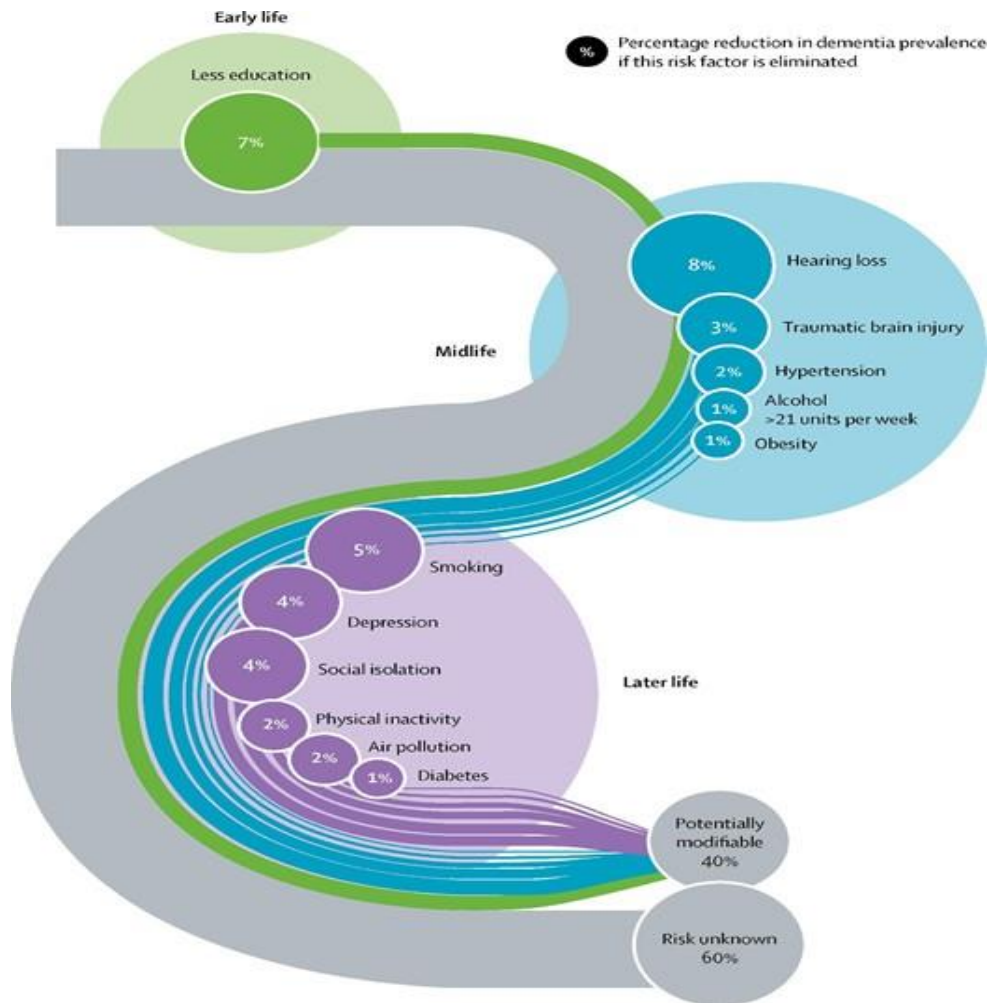 Early life
% Percentage reduction in dementia prevalence
if this risk factor is eliminated
Less education
7%
8% Hearing loss
3% Traumatic brain injury
Midlife
2% Hypertension
1% Alcohol
>21 units per week
1% Obesity
5% Smoking
4% Depression
4% Social isolation
Later life
2% Physical inactivity
2% Air pollution
1% Diabetes
Potentially
modifiable
40%
Risk unknown
60%